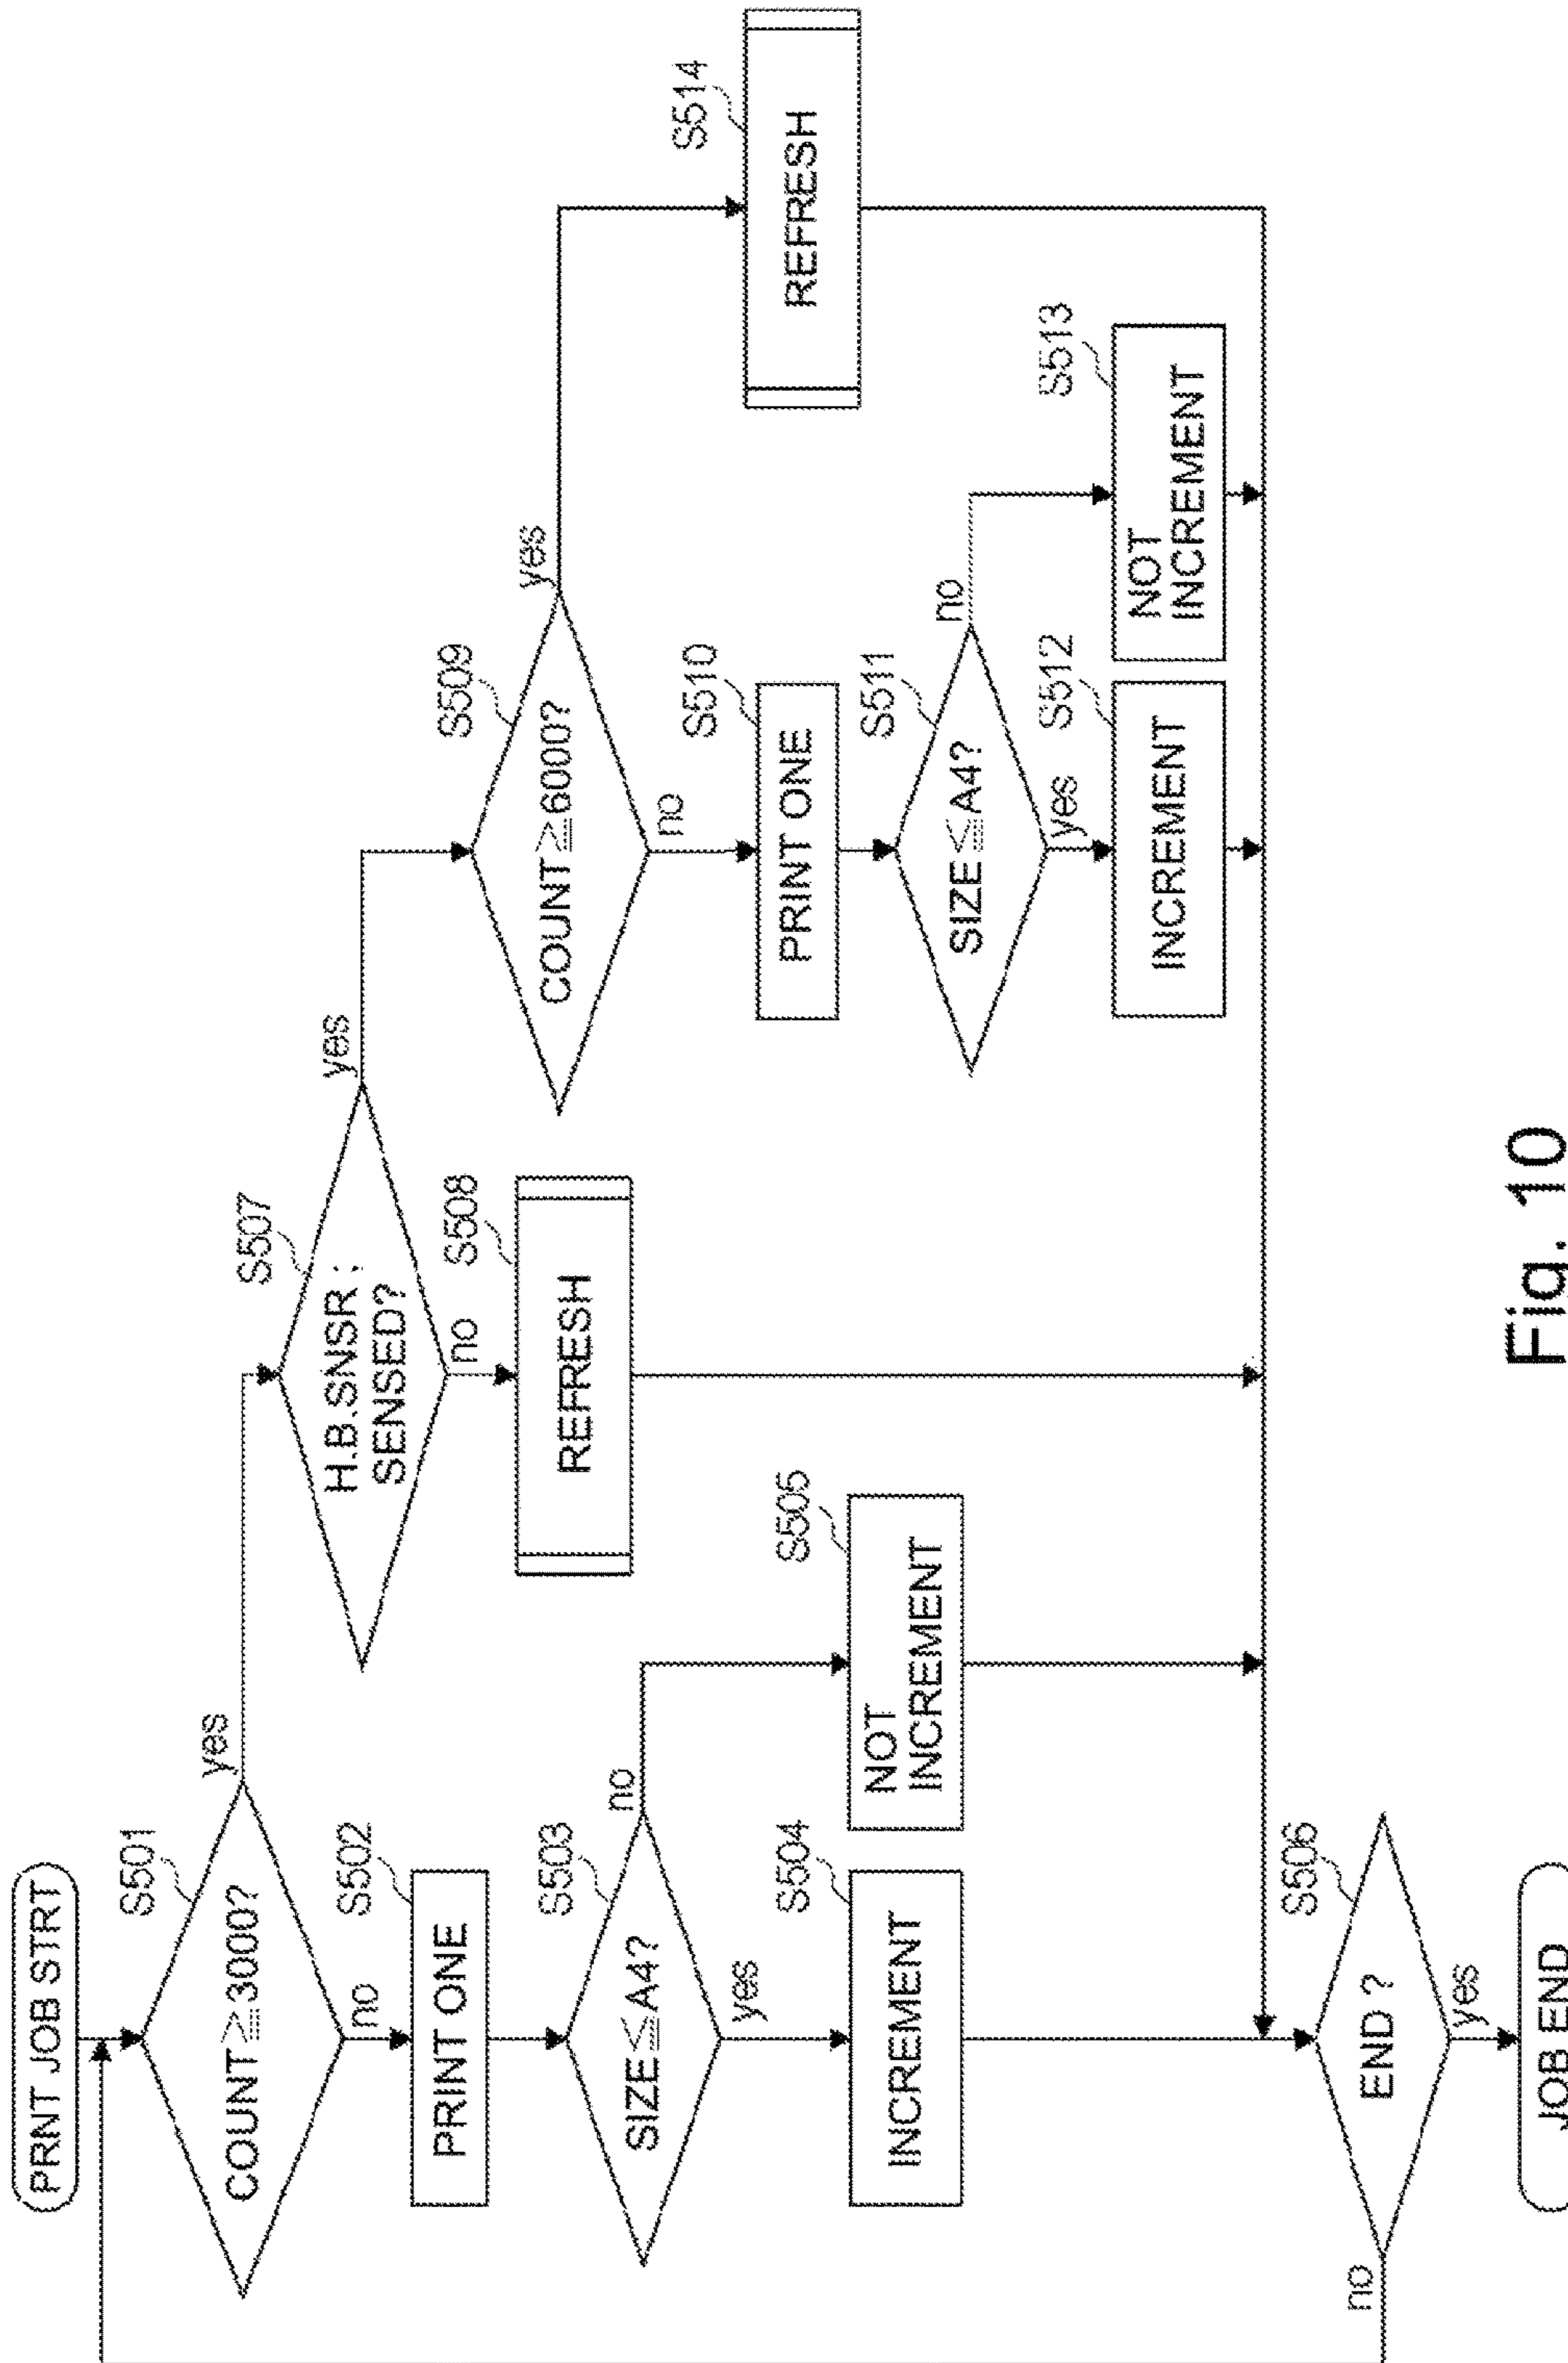 PRNT JOB STRT
S501
COUNT≧3000?
yes
no
S502
PRINT ONE
S503
SIZE≦A4?
no
yes
S504
INCREMENT
S505
NOT
INCREMENT
S506
END ?
no
yes
JOB END
S507
H.B.SNSR :
SENSED?
yes
no
S508
REFRESH
S509
COUNT≧6000?
yes
no
S510
PRINT ONE
S511
SIZE≦A4?
no
yes
S512
INCREMENT
S513
NOT
INCREMENT
S514
REFRESH
Fig. 10